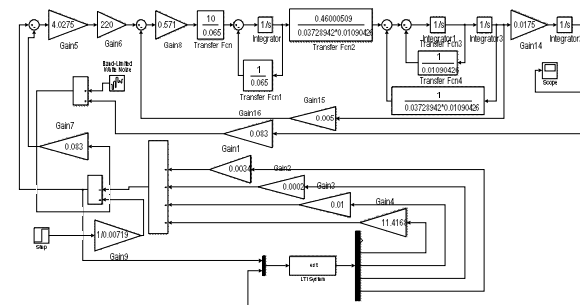 4.0275
Gain5
220
Gain6
0.571
Gain8
10
0.065
Transfer Fcn
1/s
Integrator
1
0.065
Transfer Fcn1
0.46000509
0.03728942*0.01090426
Transfer Fcn2
1/s
Integrator1
Transfer Fcn3
1/s
Integrator3
1
0.01090426
Transfer Fcn4
1
0.03728942*0.01090426
0.0175
Gain14
Scope
Band-Limited
White Noise
Gain15
0.005
Gain16
0.083
Gain7
0.083
Gain1
0.0034
Gain2
0.0002
Gain3
0.01
Gain4
11.4168
Step
1/0.00719
Gain9
LTI System